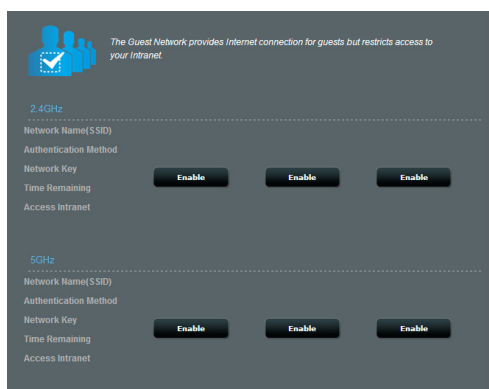 The Guest Network provides Internet connection for guests but restricts access to
your Intranet.
2.4GHz
Network Name(SSID)
Authentication Method
Network Key
Enable Enable Enable
Time Remaining
Access Intranet
5GHz
Network Name(SSID)
Authentication Method
Network Key
Enable Enable Enable
Time Remaining
Access Intranet